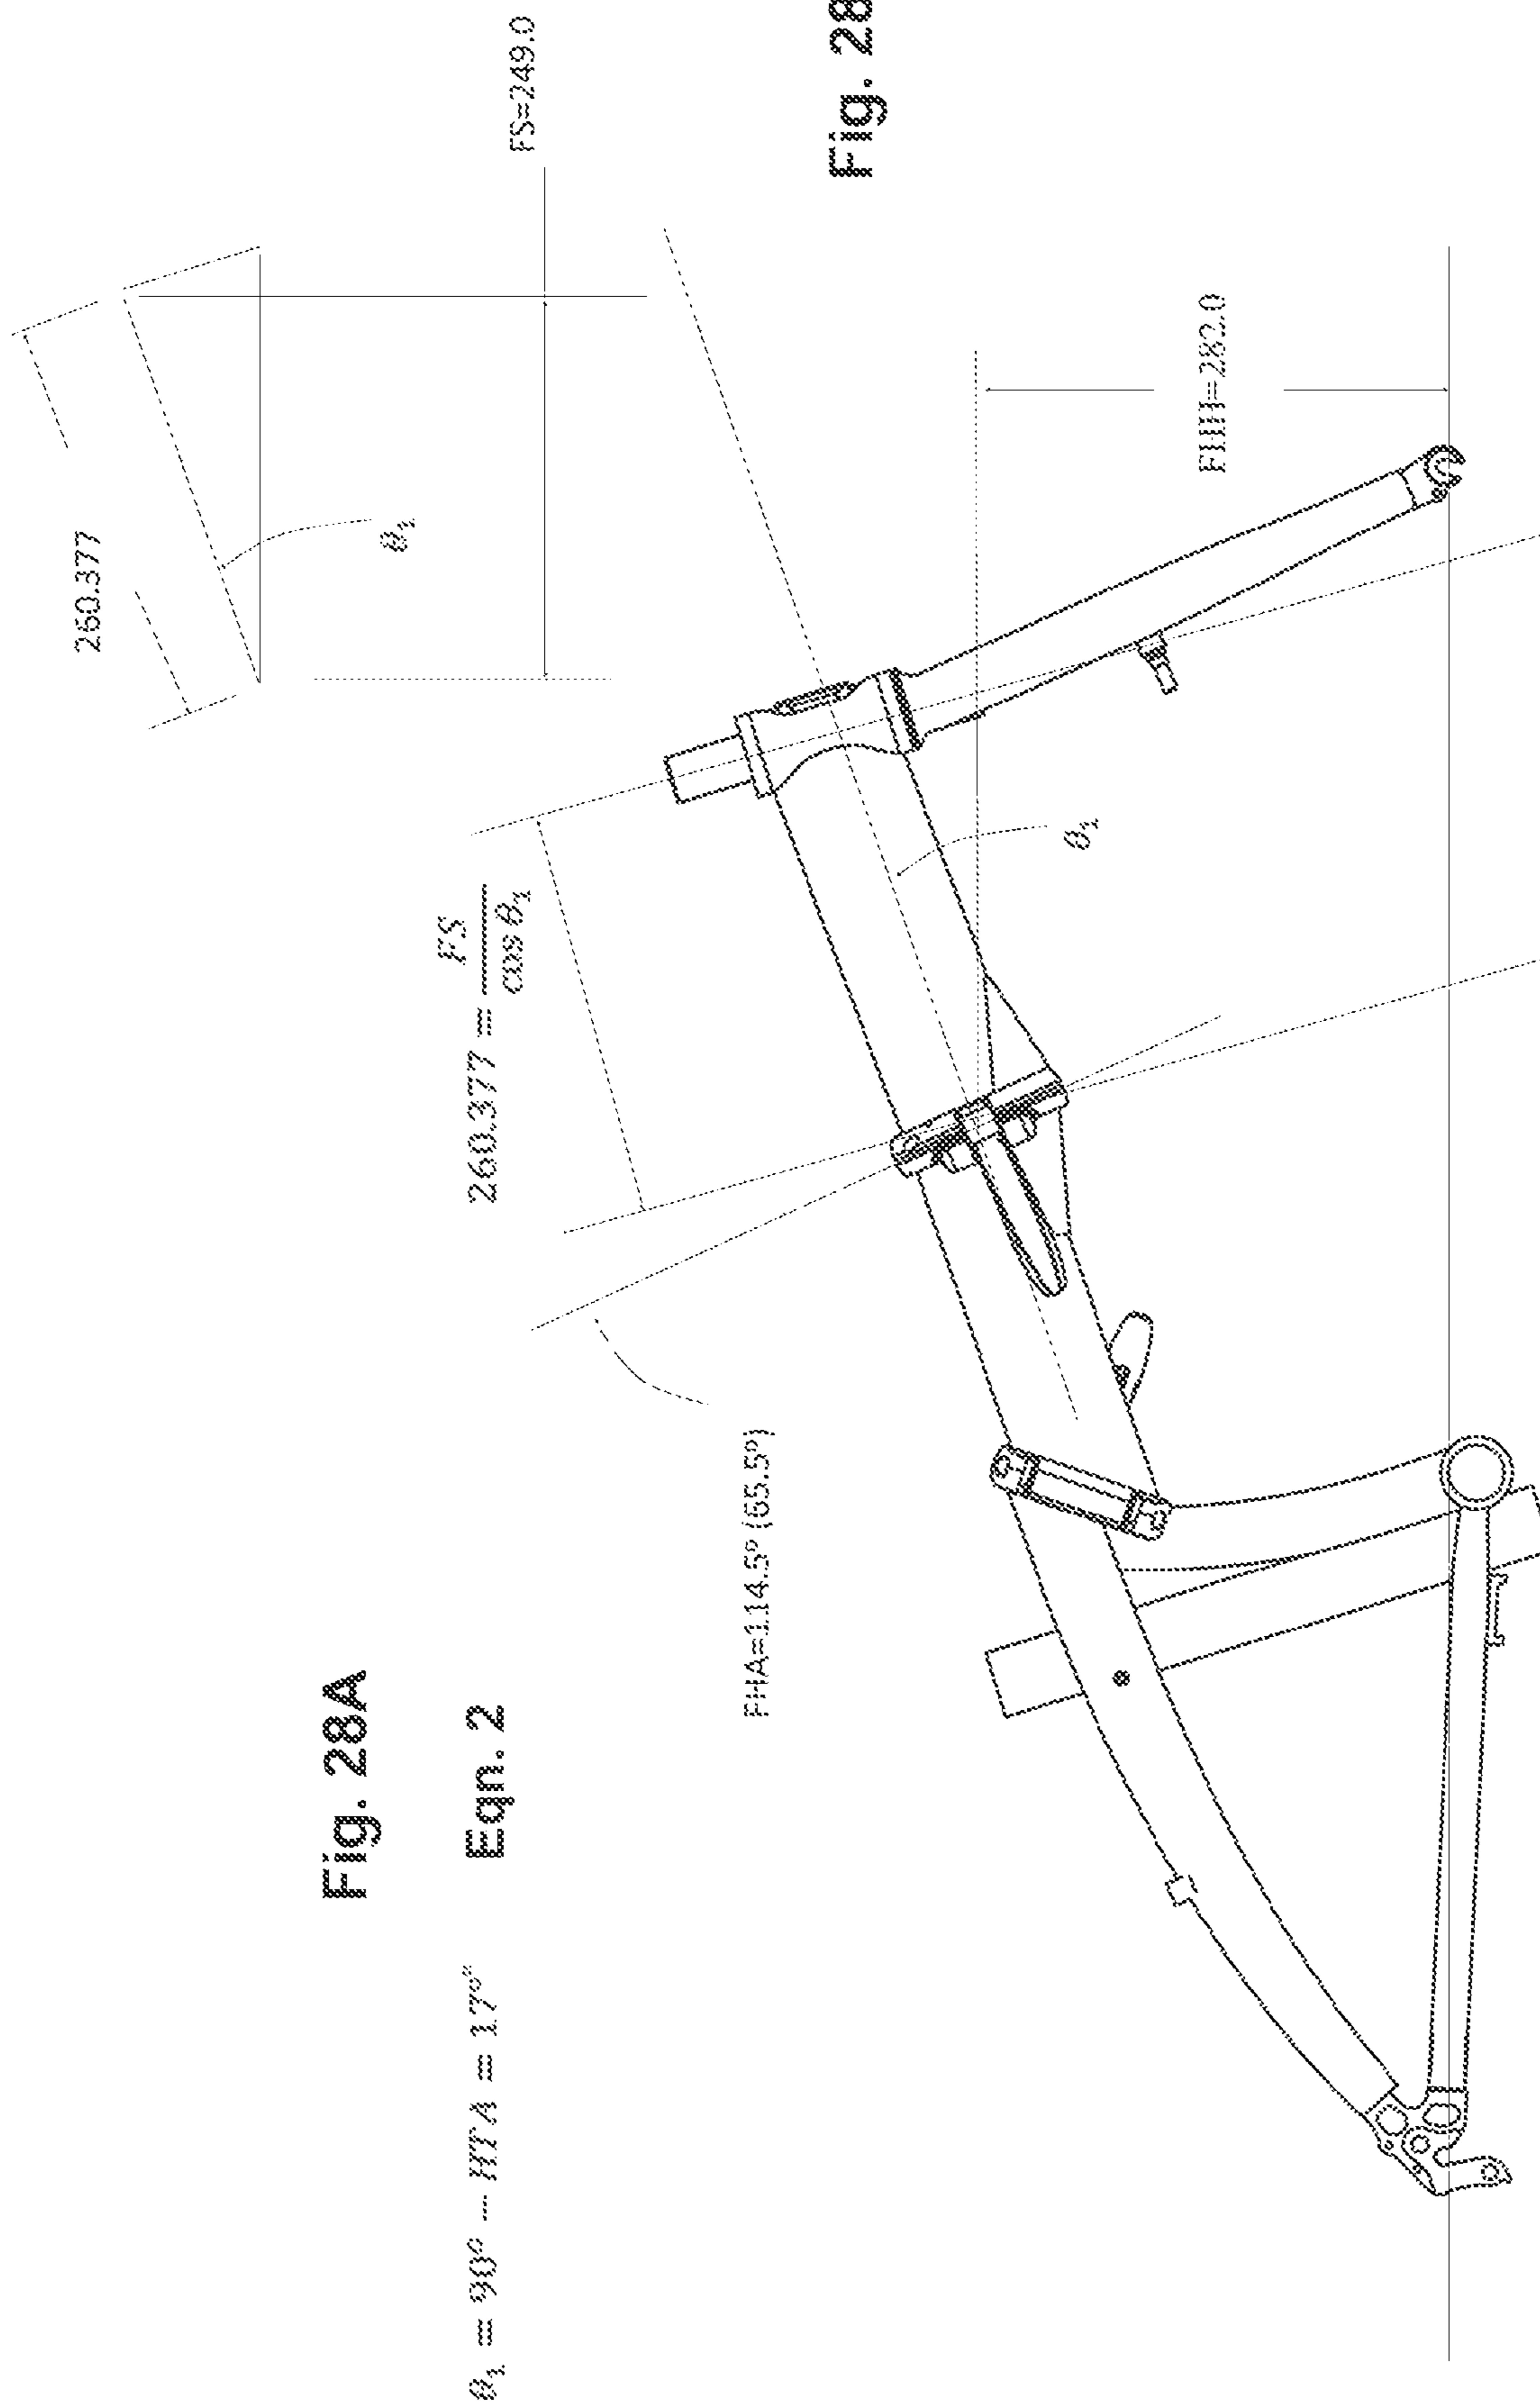 Fig. 28A
θ₁ = 90° − HTA = 17°
Eqn. 2
260.377 = FS
cos θ₁
260.377
θ₁
FS=249.0
Fig. 28
FHA=114.5° (65.5°)
θ₁
FHH=282.0